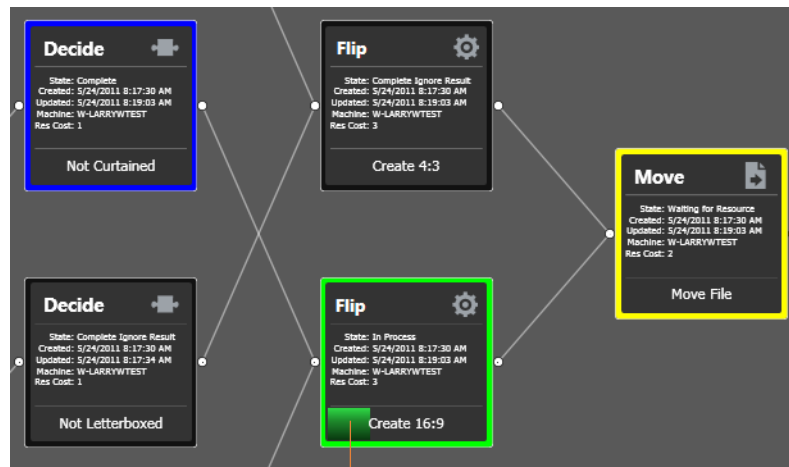 Decide
State: Complete
Created: 5/24/2011 8:17:30 AM
Updated: 5/24/2011 8:19:03 AM
Machine: W-LARRYWTEST
Res Cost: 1
Not Curtained
Flip
State: Complete Ignore Result
Created: 5/24/2011 8:17:30 AM
Updated: 5/24/2011 8:19:03 AM
Machine: W-LARRYWTEST
Res Cost: 3
Create 4:3
Move
State: Waiting for Resource
Created: 5/24/2011 8:17:30 AM
Updated: 5/24/2011 8:19:03 AM
Machine: W-LARRYWTEST
Res Cost: 2
Move File
Decide
State: Complete Ignore Result
Created: 5/24/2011 8:17:30 AM
Updated: 5/24/2011 8:17:34 AM
Machine: W-LARRYWTEST
Res Cost: 1
Not Letterboxed
Flip
State: In Process
Created: 5/24/2011 8:17:30 AM
Updated: 5/24/2011 8:19:03 AM
Machine: W-LARRYWTEST
Res Cost: 3
Create 16:9